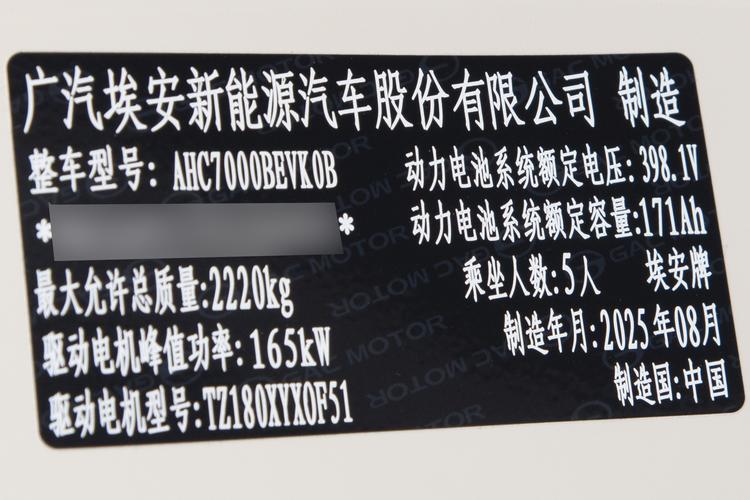 广汽埃安新能源汽车股份有限公司 制造
整车型号: AHC7000BEVK0B
动力电池系统额定电压: 398.1V
* *
动力电池系统额定容量:171Ah
最大允许总质量:2220kg
乘坐人数:5人 埃安牌
驱动电机峰值功率: 165kW
制造年月:2025年08月
驱动电机型号:TZ180XYX0F51
制造国:中国
GAC MOTOR